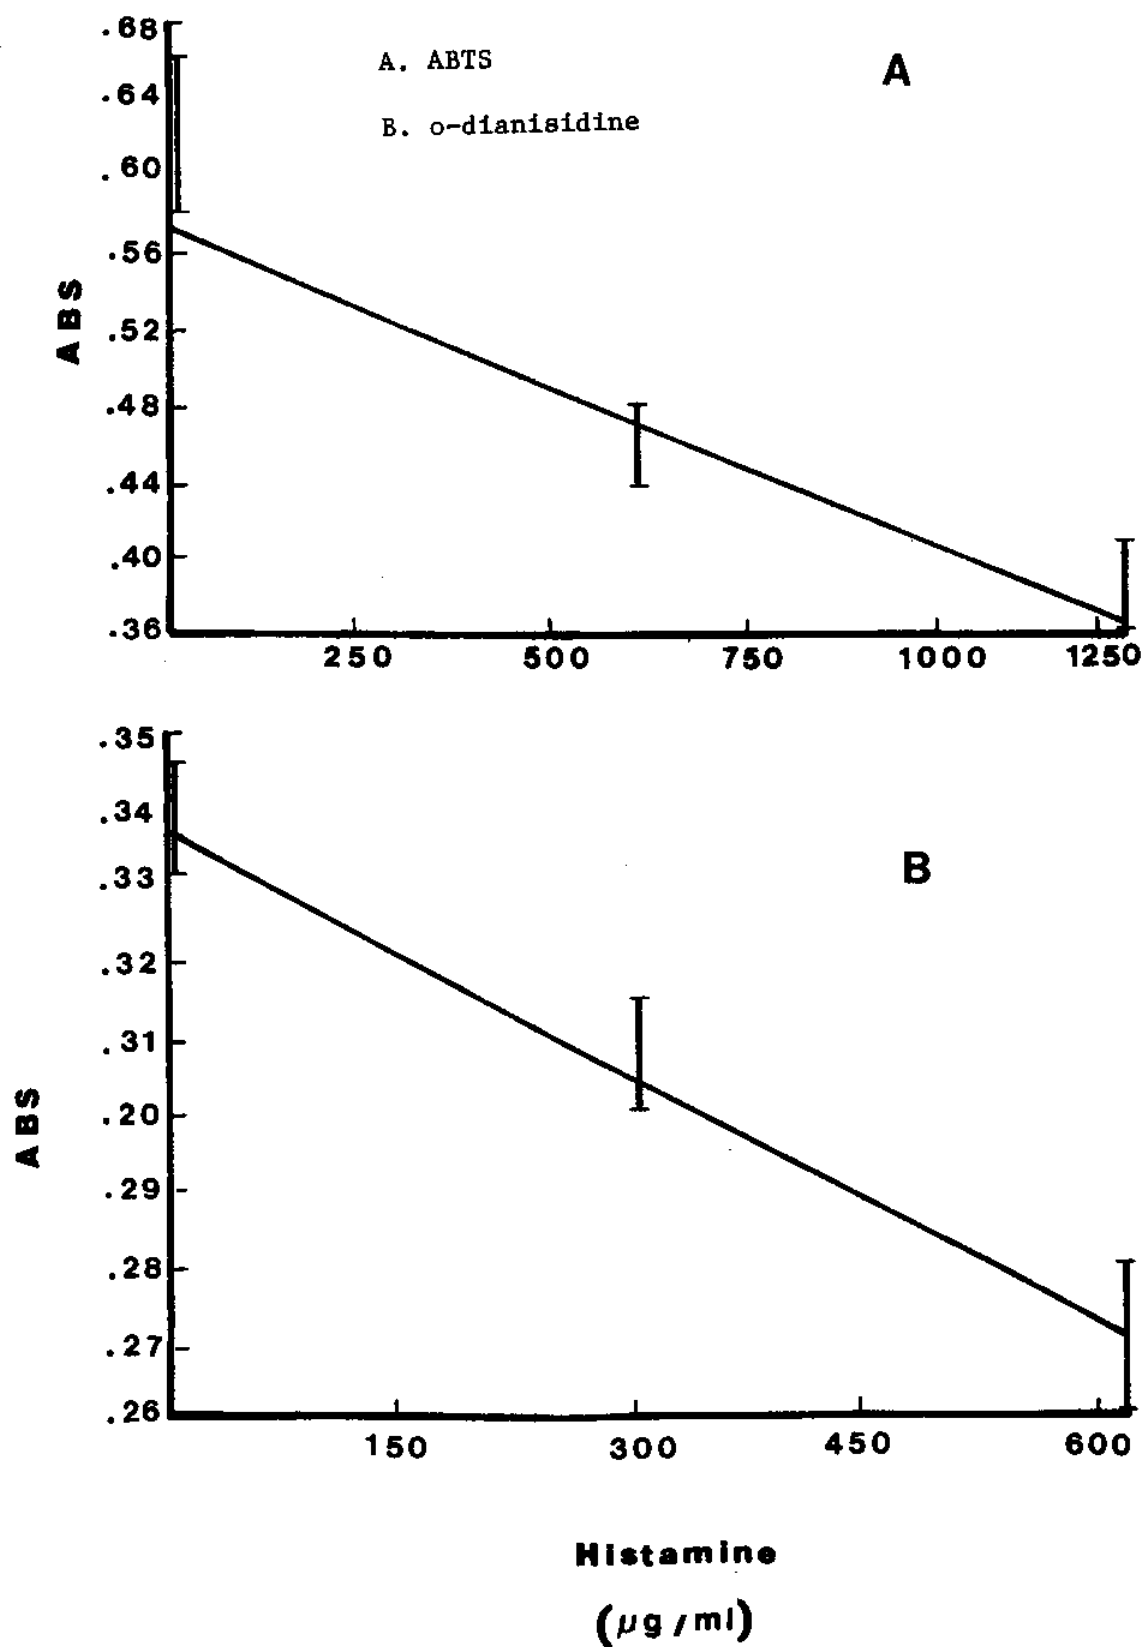 .68
A. ABTS
A
.64
B. o-dianisidine
.60
.56
ABS
.52
.48
.44
.40
.36
250 500 750 1000 1250
.35
.34
B
.33
.32
.31
ABS
.20
.29
.28
.27
.26
150 300 450 600
Histamine
(μg/ml)